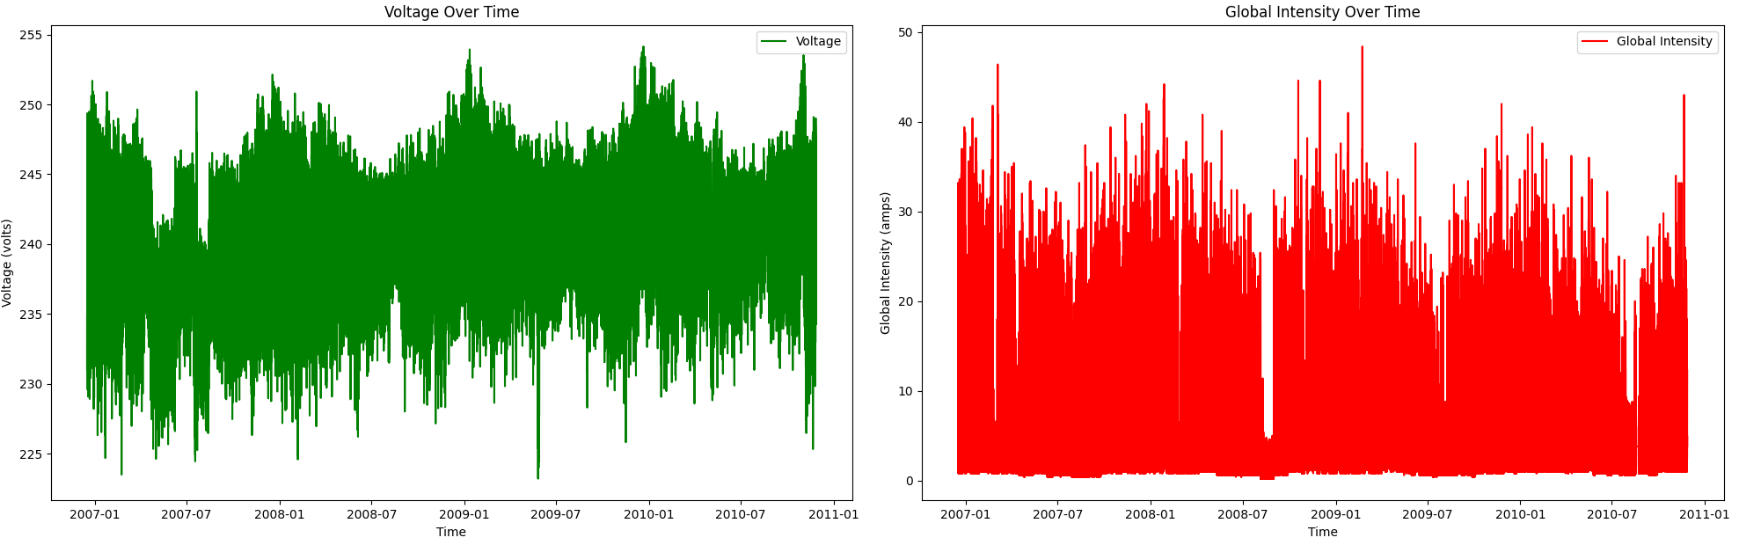 Voltage Over Time
Voltage
Voltage (volts)
255
250
245
240
235
230
225
2007-01 2007-07 2008-01 2008-07 2009-01 2009-07 2010-01 2010-07 2011-01
Time
Global Intensity Over Time
Global Intensity
Global Intensity (amps)
50
40
30
20
10
0
2007-01 2007-07 2008-01 2008-07 2009-01 2009-07 2010-01 2010-07 2011-01
Time